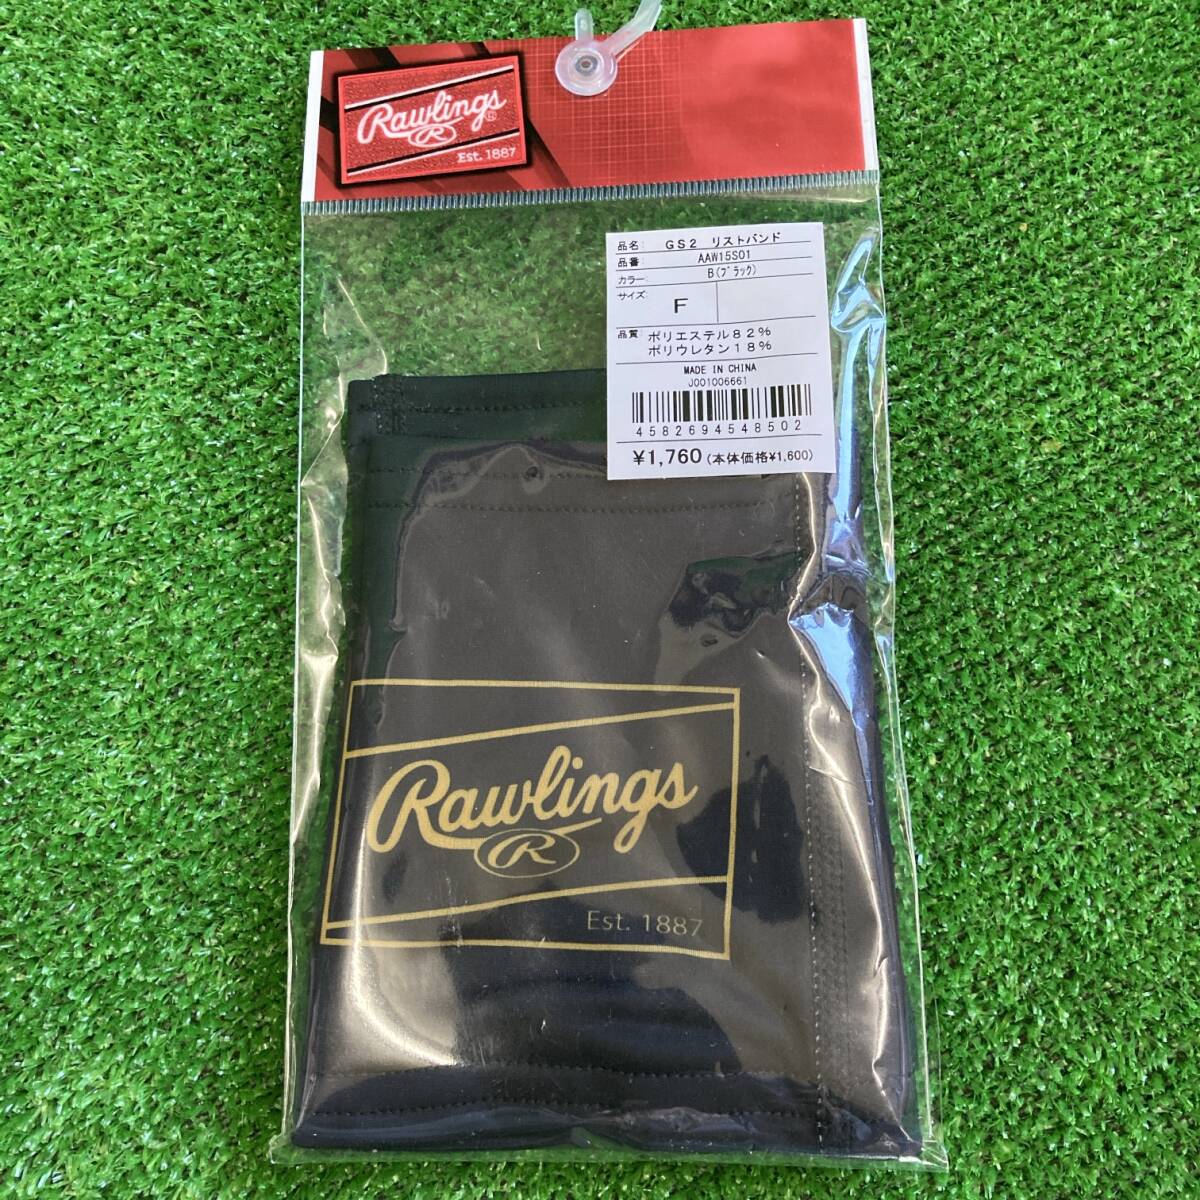 Rawlings®
R
Est. 1887
品名: GS2 リストバンド
品番 AAW15S01
カラー: B(ブラック)
サイズ: F
品質: ポリエステル82%
ポリウレタン18%
MADE IN CHINA
J001006661
4582694548502
¥1,760 (本体価格¥1,600)
Rawlings
R
Est. 1887